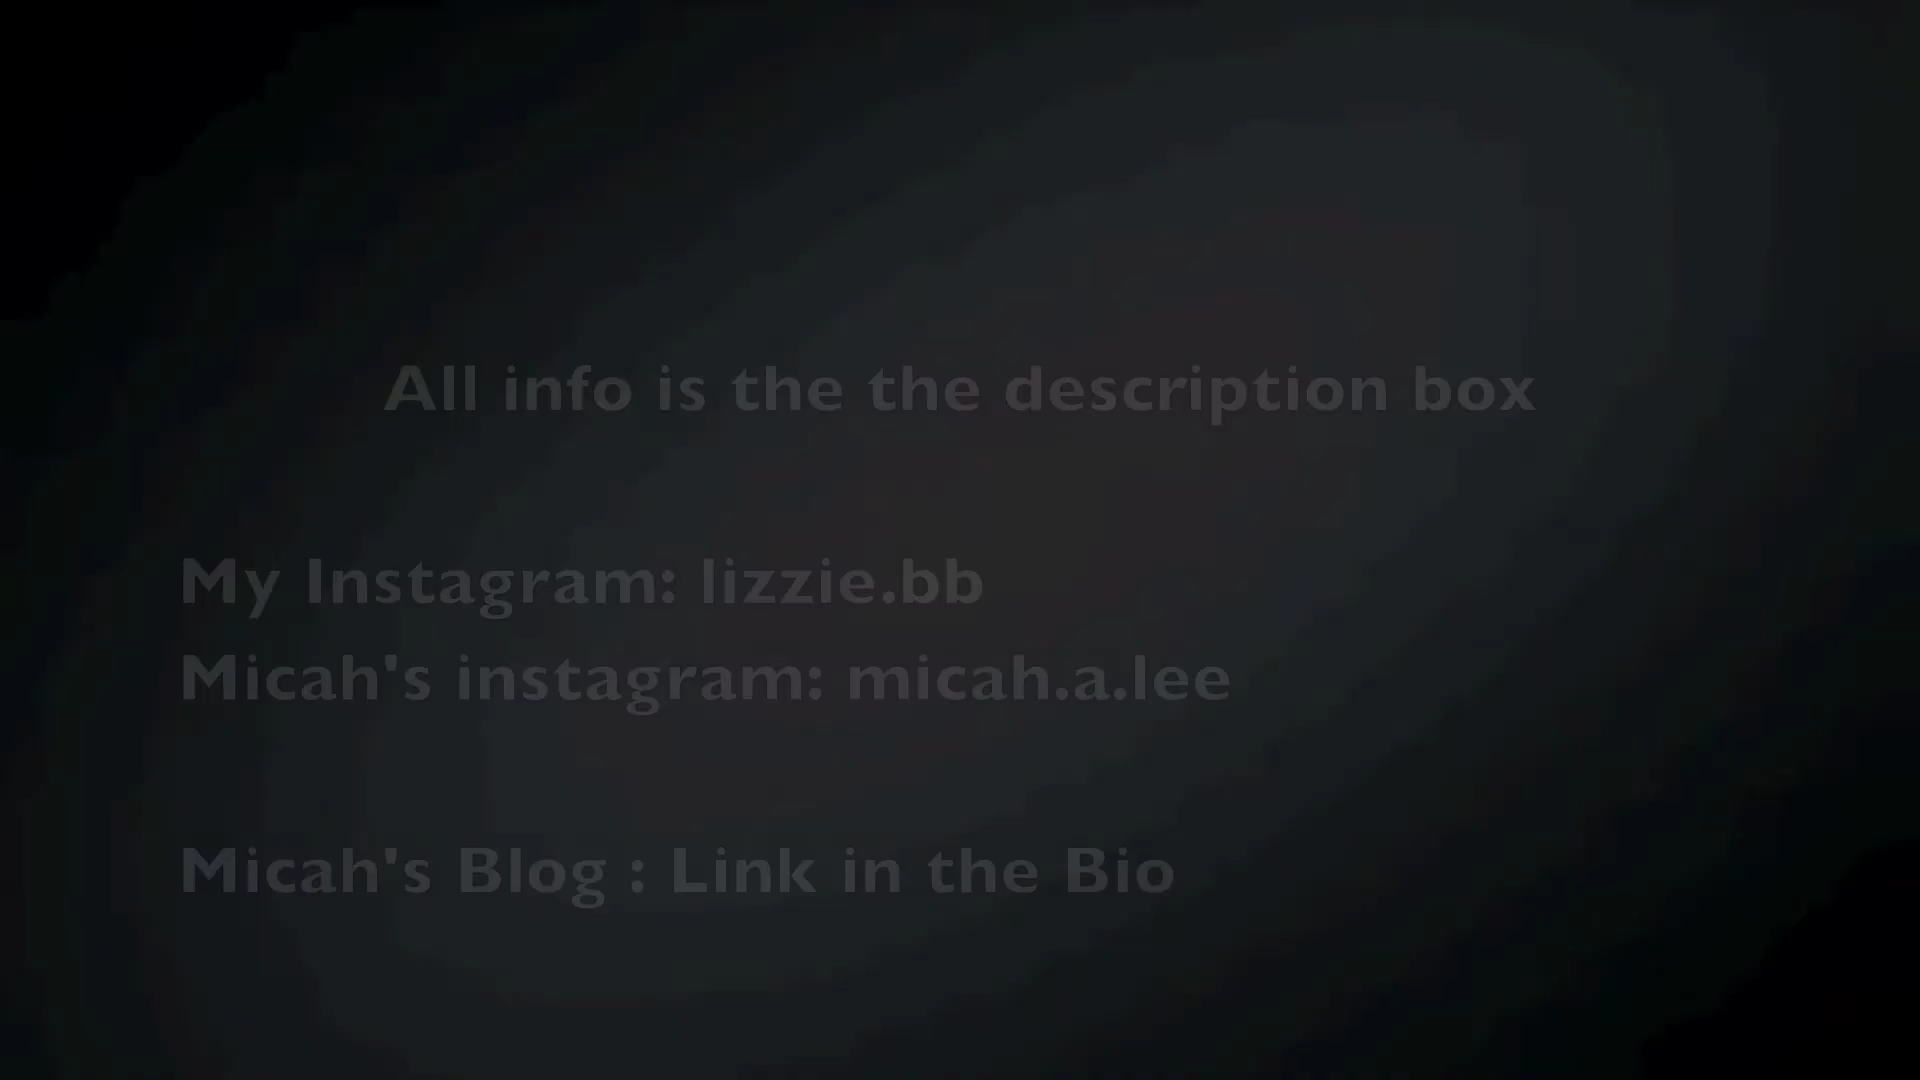 All info is the the description box
My Instagram: lizzie.bb
Micah's instagram: micah.a.lee
Micah's Blog : Link in the Bio